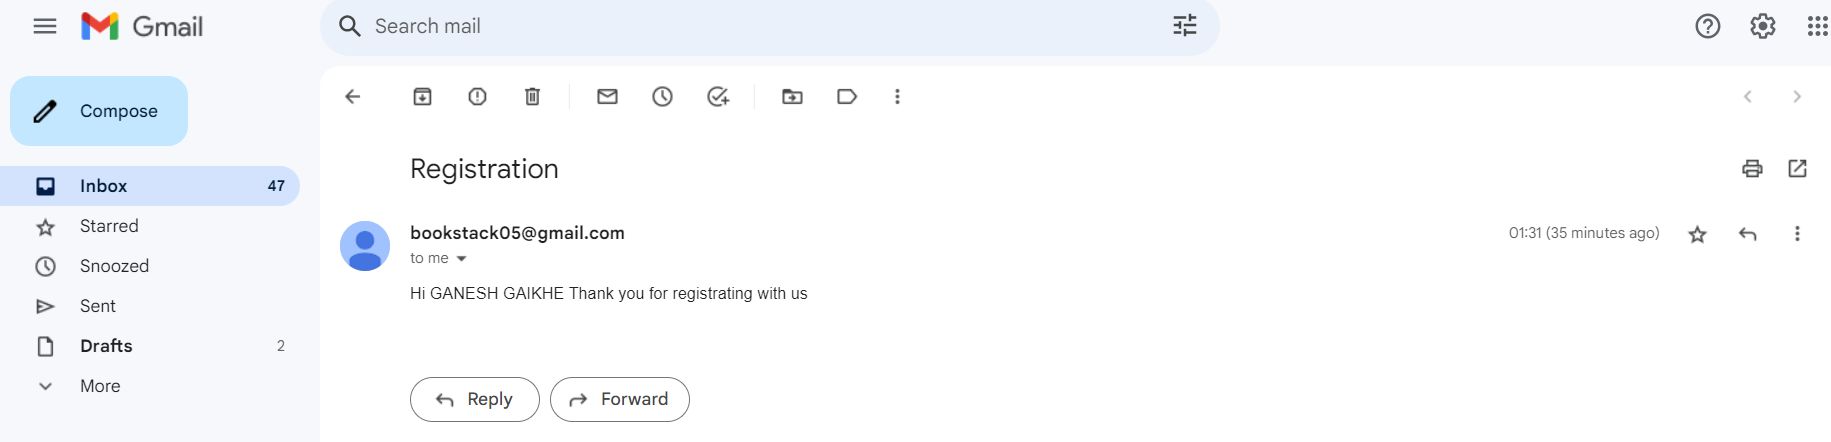 Gmail
Search mail
Compose
Inbox 47
Starred
Snoozed
Sent
Drafts 2
More
Registration
bookstack05@gmail.com 01:31 (35 minutes ago)
to me
Hi GANESH GAIKHE Thank you for registrating with us
Reply Forward